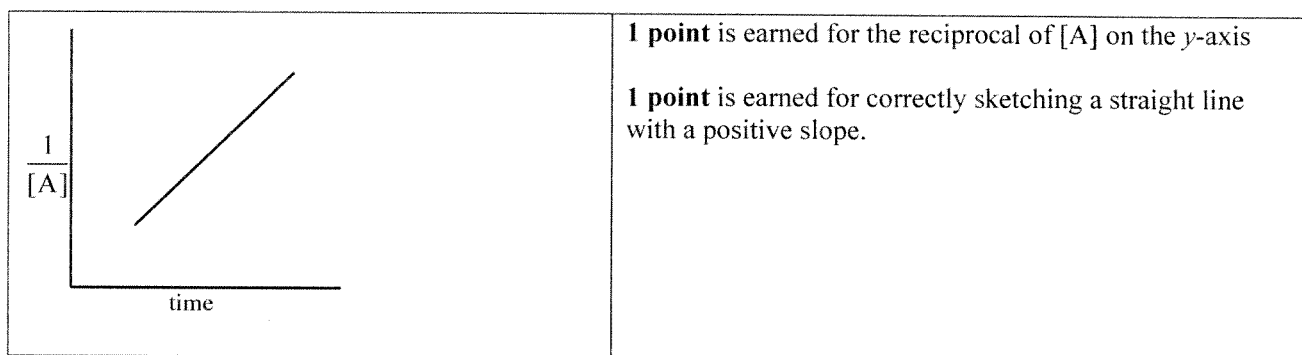 1
[A]
time
1 point is earned for the reciprocal of [A] on the y-axis
1 point is earned for correctly sketching a straight line
with a positive slope.